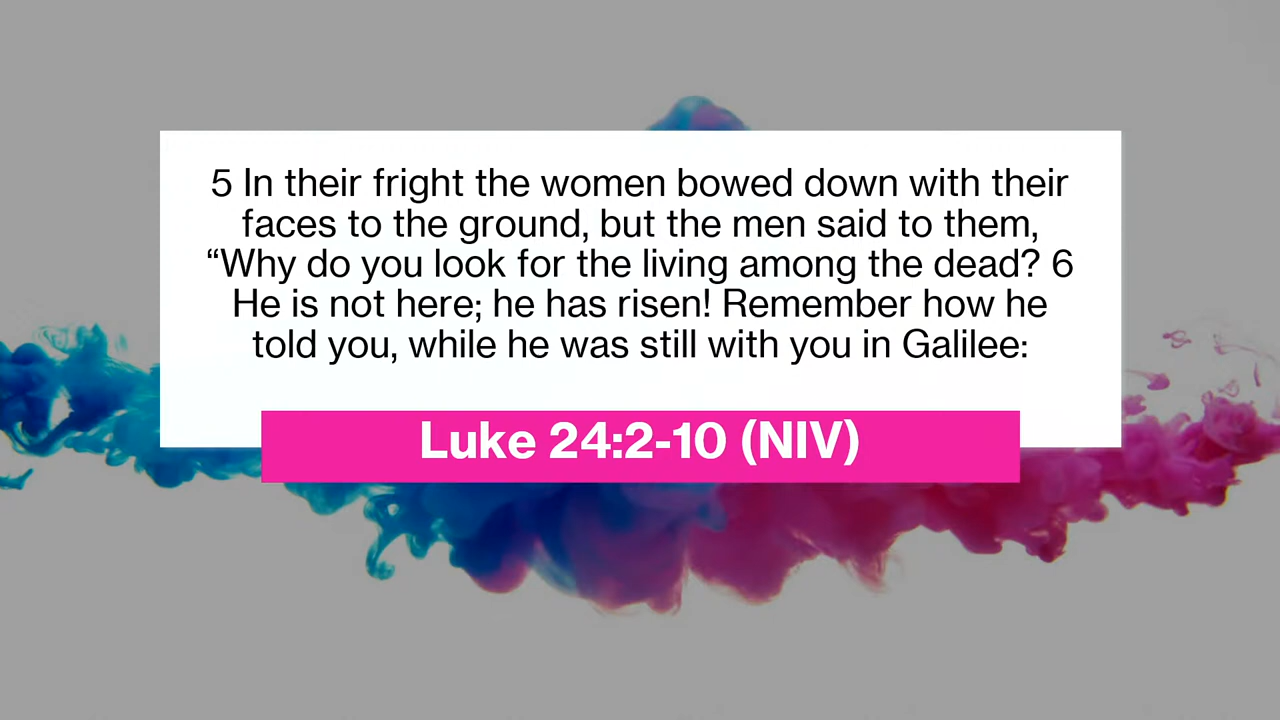 5 In their fright the women bowed down with their
faces to the ground, but the men said to them,
“Why do you look for the living among the dead? 6
He is not here; he has risen! Remember how he
told you, while he was still with you in Galilee:
Luke 24:2-10 (NIV)